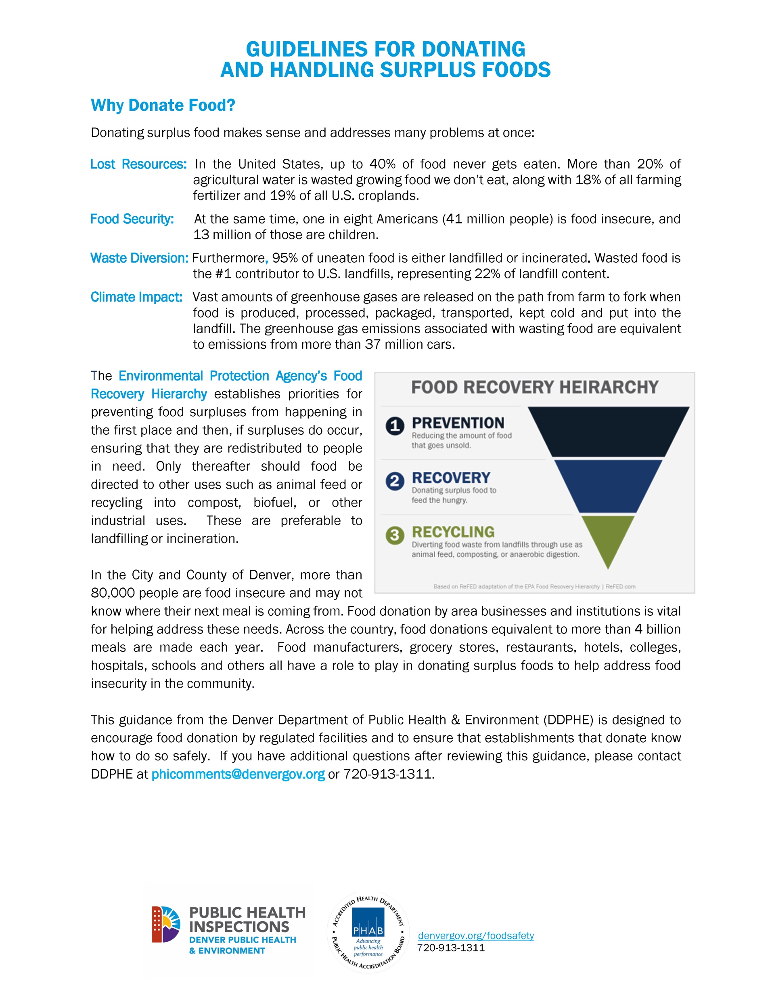 GUIDELINES FOR DONATING
AND HANDLING SURPLUS FOODS
Why Donate Food?
Donating surplus food makes sense and addresses many problems at once:
Lost Resources: In the United States, up to 40% of food never gets eaten. More than 20% of
agricultural water is wasted growing food we don’t eat, along with 18% of all farming
fertilizer and 19% of all U.S. croplands.
Food Security: At the same time, one in eight Americans (41 million people) is food insecure, and
13 million of those are children.
Waste Diversion: Furthermore, 95% of uneaten food is either landfilled or incinerated. Wasted food is
the #1 contributor to U.S. landfills, representing 22% of landfill content.
Climate Impact: Vast amounts of greenhouse gases are released on the path from farm to fork when
food is produced, processed, packaged, transported, kept cold and put into the
landfill. The greenhouse gas emissions associated with wasting food are equivalent
to emissions from more than 37 million cars.
The Environmental Protection Agency’s Food
Recovery Hierarchy establishes priorities for
preventing food surpluses from happening in
the first place and then, if surpluses do occur,
ensuring that they are redistributed to people
in need. Only thereafter should food be
directed to other uses such as animal feed or
recycling into compost, biofuel, or other
industrial uses. These are preferable to
landfilling or incineration.
FOOD RECOVERY HEIRARCHY
1 PREVENTION
Reducing the amount of food
that goes unsold.
2 RECOVERY
Donating surplus food to
feed the hungry.
3 RECYCLING
Diverting food waste from landfills through use as
animal feed, composting, or anaerobic digestion.
Based on ReFED adaptation of the EPA Food Recovery Hierarchy | ReFED.com
In the City and County of Denver, more than
80,000 people are food insecure and may not
know where their next meal is coming from. Food donation by area businesses and institutions is vital
for helping address these needs. Across the country, food donations equivalent to more than 4 billion
meals are made each year. Food manufacturers, grocery stores, restaurants, hotels, colleges,
hospitals, schools and others all have a role to play in donating surplus foods to help address food
insecurity in the community.
This guidance from the Denver Department of Public Health & Environment (DDPHE) is designed to
encourage food donation by regulated facilities and to ensure that establishments that donate know
how to do so safely. If you have additional questions after reviewing this guidance, please contact
DDPHE at phicomments@denvergov.org or 720-913-1311.
PUBLIC HEALTH
INSPECTIONS
DENVER PUBLIC HEALTH
& ENVIRONMENT
ACCREDITED HEALTH DEPARTMENT
PHAB
Advancing
public health
performance
PUBLIC HEALTH ACCREDITATION BOARD
denvergov.org/foodsafety
720-913-1311